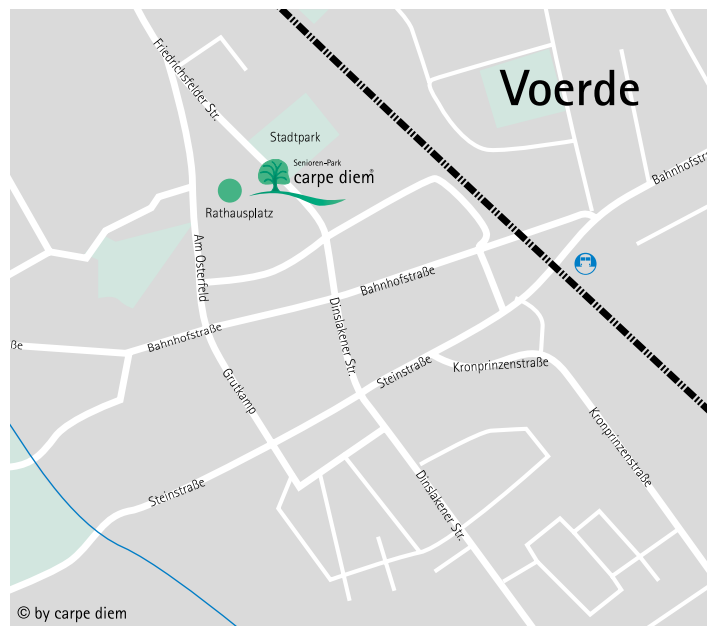 Voerde
Friedrichsfelder Str.
Stadtpark
Senioren-Park
carpe diem®
Rathausplatz
Bahnhofstraße
Am Osterfeld
Bahnhofstraße
Dinslakener Str.
Bahnhofstraße
ße
Steinstraße
Kronprinzenstraße
Grutkamp
Kronprinzenstraße
Steinstraße
Dinslakener Str.
© by carpe diem